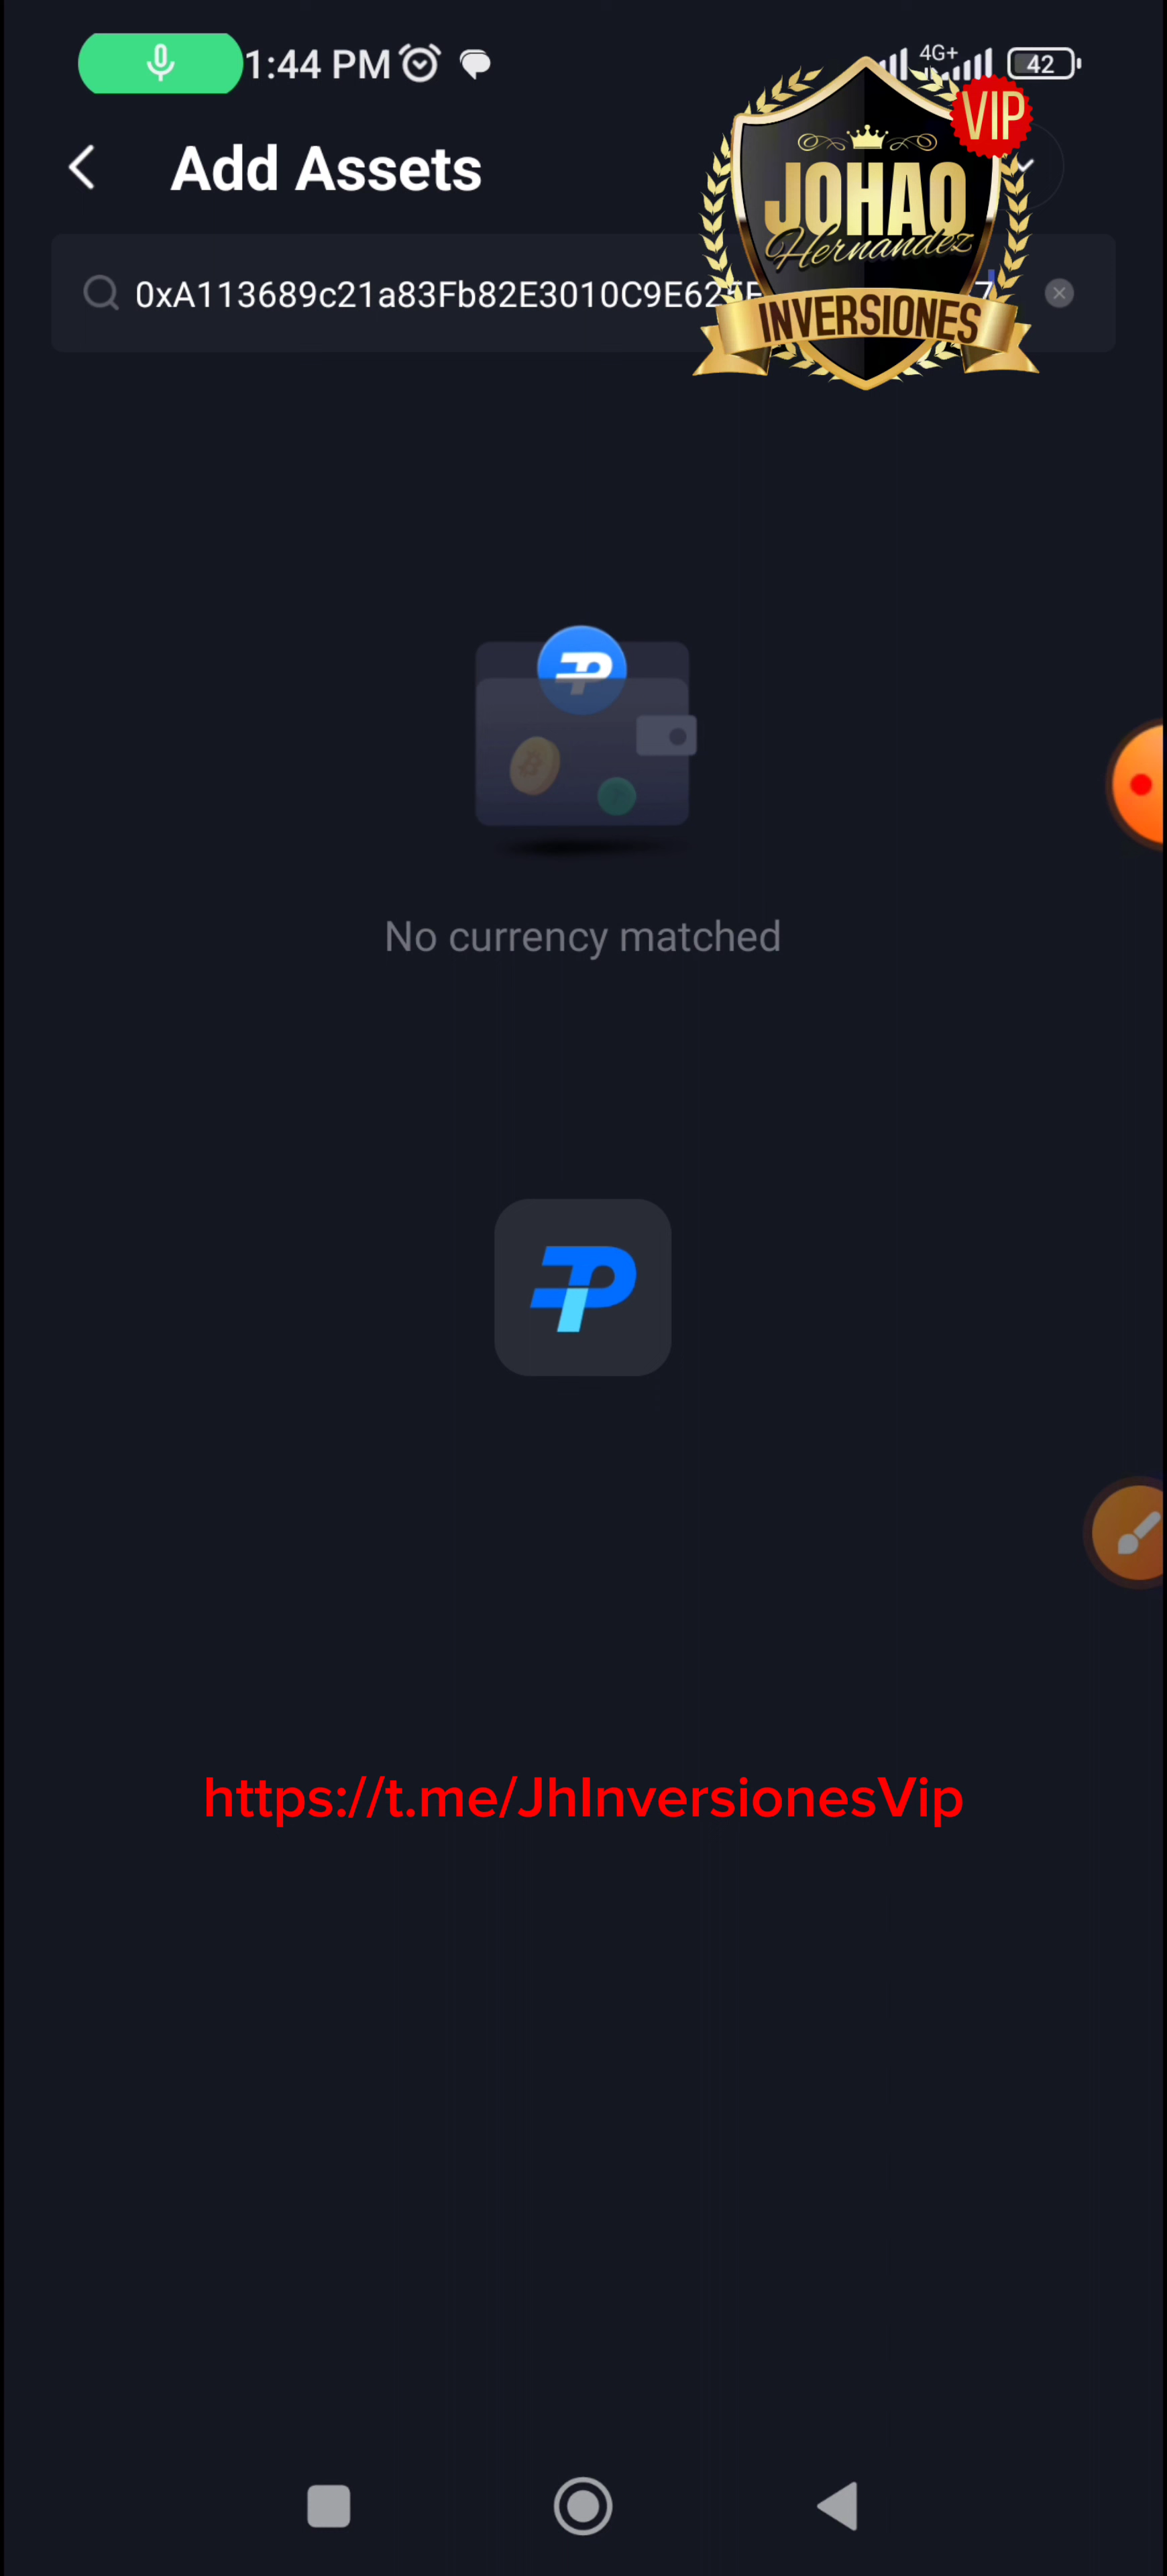 1:44 PM
4G+
42
VIP
Add Assets
JOHAO
Hernandez
INVERSIONES
0xA113689c21a83Fb82E3010C9E62
No currency matched
https://t.me/JhInversionesVip